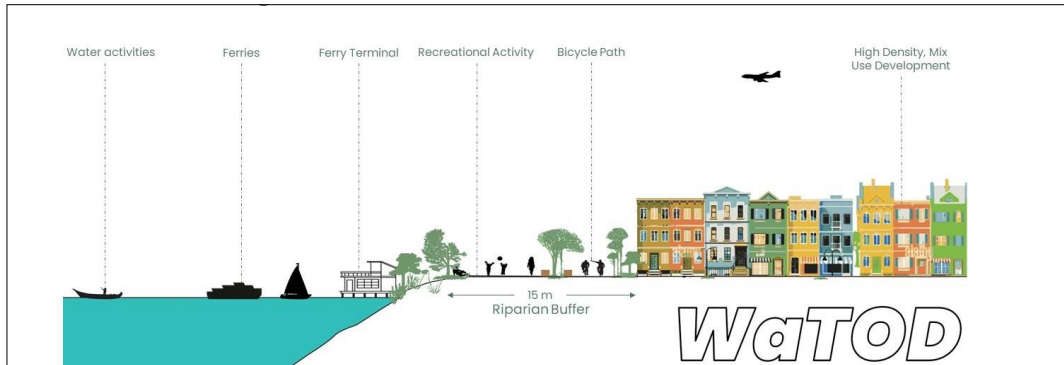 Water activities
Ferries
Ferry Terminal
Recreational Activity
Bicycle Path
High Density, Mix
Use Development
15 m
Riparian Buffer
WaTOD